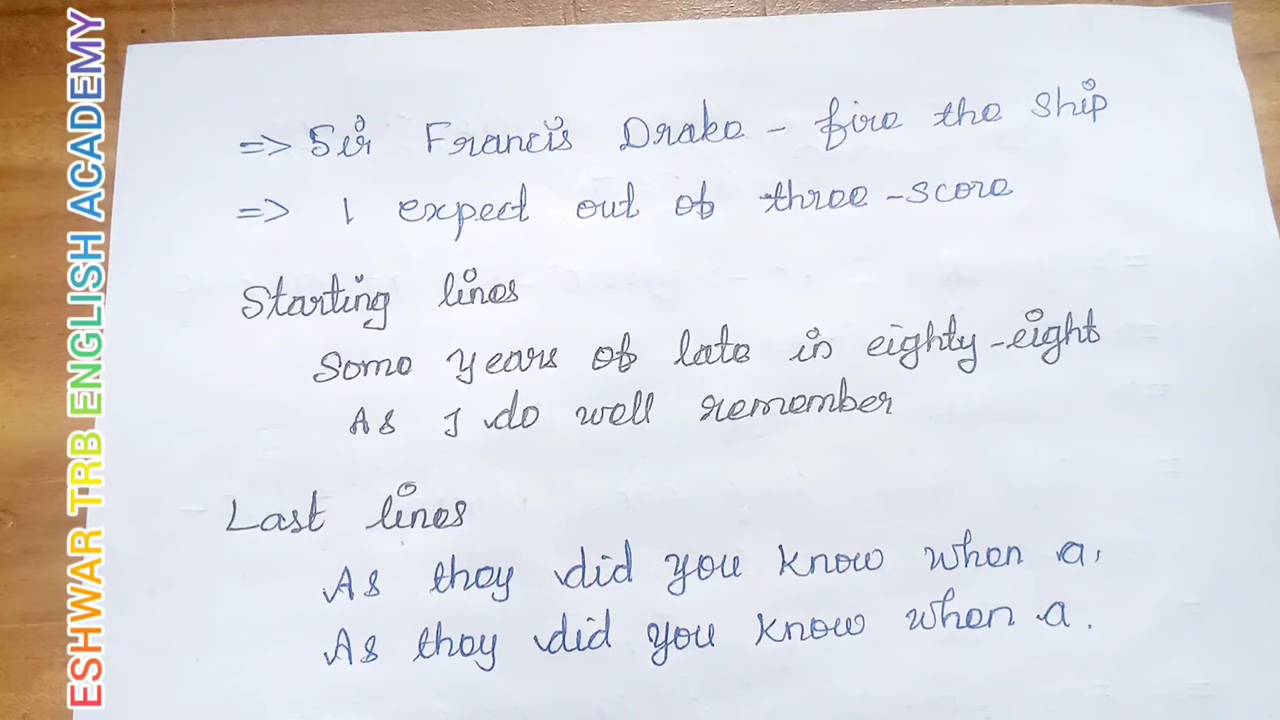 ESHWAR TRB ENGLISH ACADEMY
=> Sir Francis Drake - fire the ship
=> I expect out of three-score
Starting lines
Some years of late in eighty-eight
As I do well remember
Last lines
As they did you know when a,
As they did you know when a.